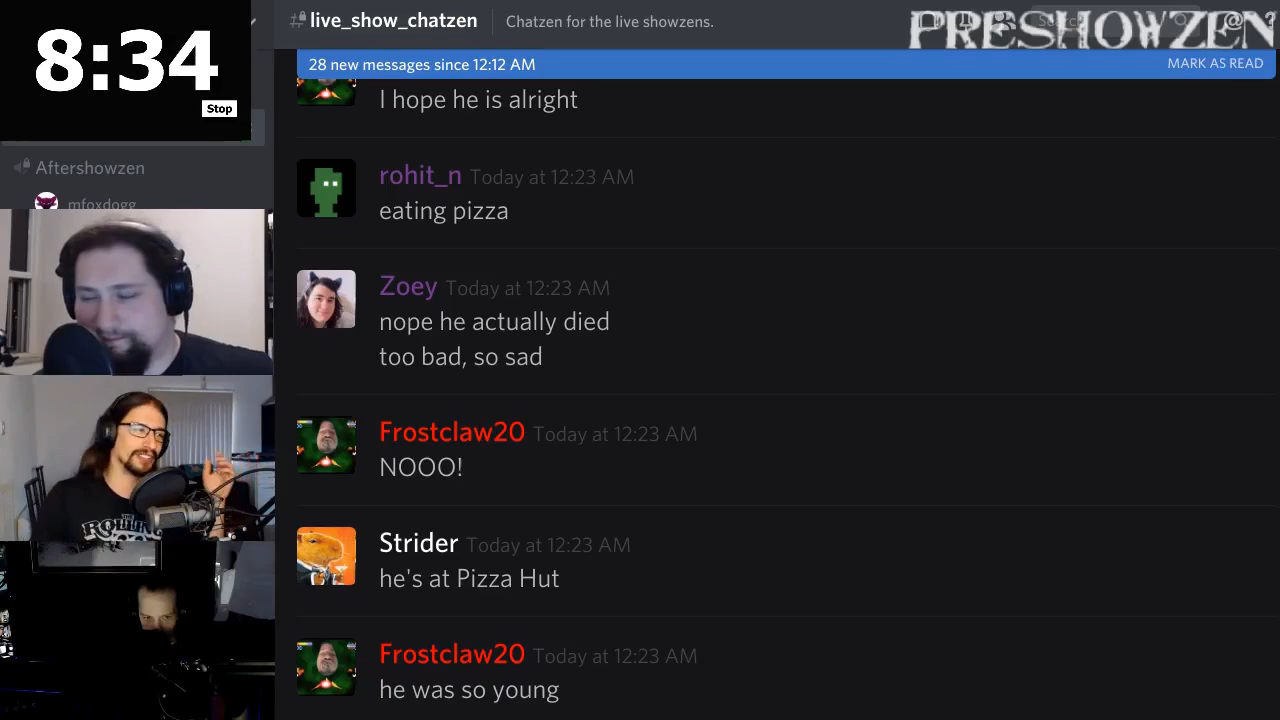 8:34
Stop
# live_show_chatzen
Chatzen for the live showzens.
PRESHOWZEN
28 new messages since 12:12 AM
MARK AS READ
Aftershowzen
mfoxdogg
I hope he is alright
rohit_n Today at 12:23 AM
eating pizza
Zoey Today at 12:23 AM
nope he actually died
too bad, so sad
Frostclaw20 Today at 12:23 AM
NOOO!
Strider Today at 12:23 AM
he's at Pizza Hut
Frostclaw20 Today at 12:23 AM
he was so young